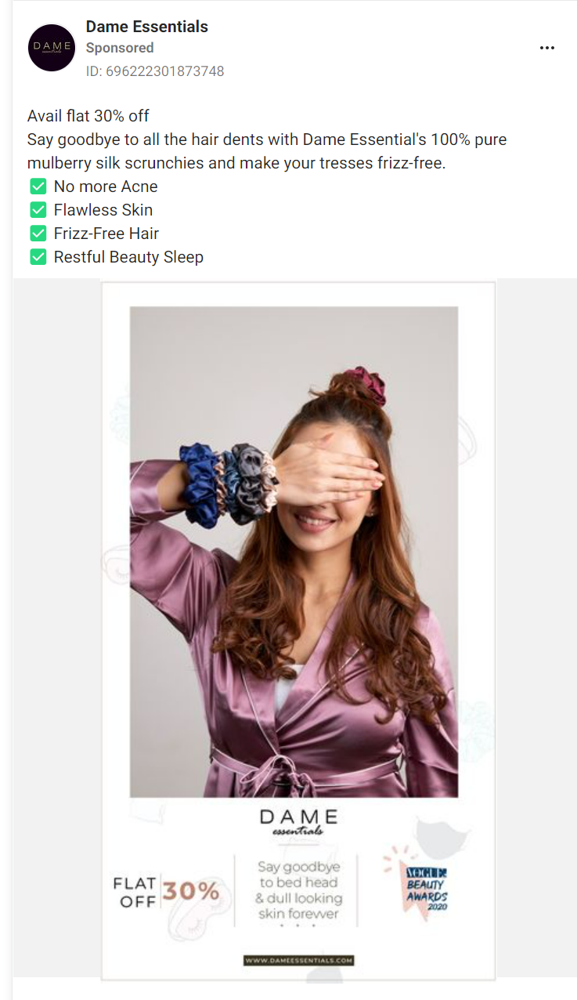 DAME
essentials
Dame Essentials
Sponsored
ID: 696222301873748
Avail flat 30% off
Say goodbye to all the hair dents with Dame Essential's 100% pure
mulberry silk scrunchies and make your tresses frizz-free.
✅ No more Acne
✅ Flawless Skin
✅ Frizz-Free Hair
✅ Restful Beauty Sleep
DAME
essentials
FLAT
OFF
30%
Say goodbye
to bed head
& dull looking
skin forevver
VOGUE
BEAUTY
AWARDS
2020
WWW.DAMEESSENTIALS.COM